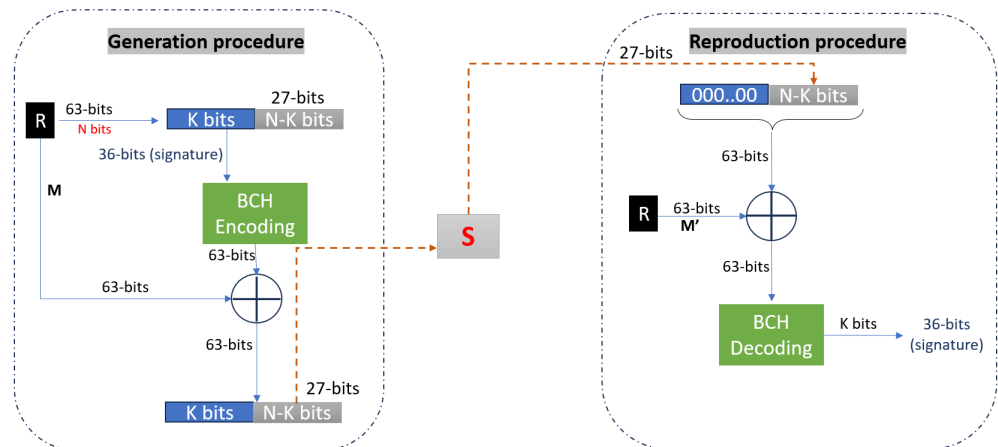 Generation procedure
27-bits
63-bits
R
N bits
K bits
N-K bits
36-bits (signature)
M
BCH
Encoding
63-bits
63-bits
63-bits
27-bits
K bits
N-K bits
S
Reproduction procedure
27-bits
000..00
N-K bits
63-bits
R
63-bits
M’
63-bits
BCH
Decoding
K bits
36-bits
(signature)